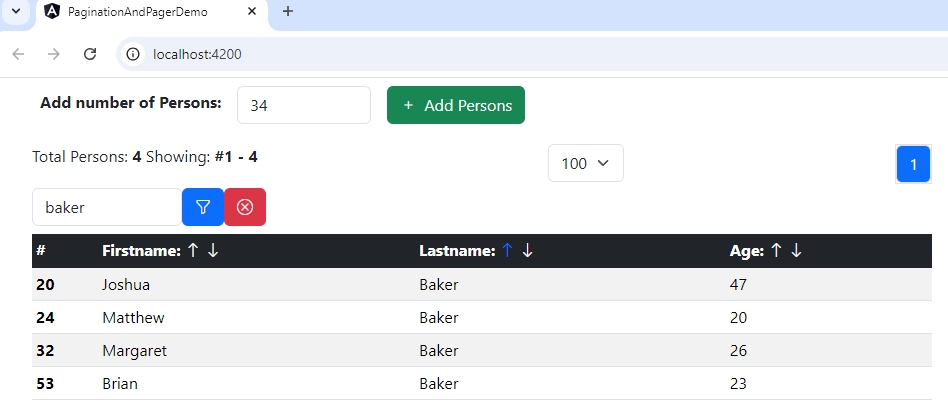 PaginationAndPagerDemo
localhost:4200
Add number of Persons: 34 + Add Persons
Total Persons: 4 Showing: #1 - 4 100 1
baker
# Firstname: ↑ ↓ Lastname: ↑ ↓ Age: ↑ ↓
20 Joshua Baker 47
24 Matthew Baker 20
32 Margaret Baker 26
53 Brian Baker 23